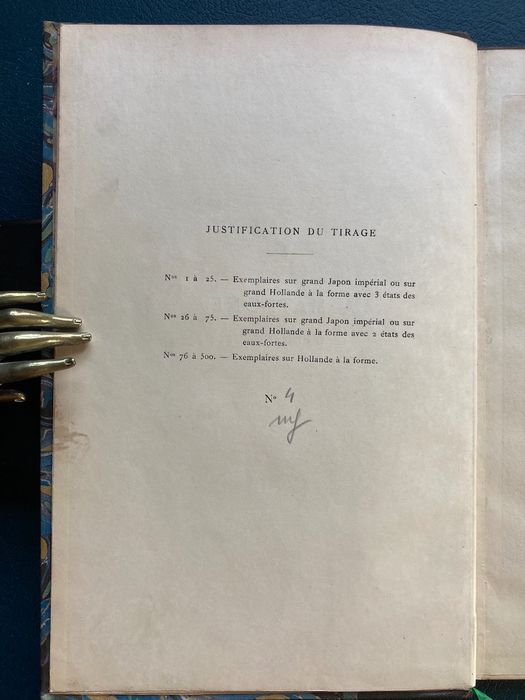 JUSTIFICATION DU TIRAGE
Nos 1 à 25. — Exemplaires sur grand Japon impérial ou sur
grand Hollande à la forme avec 3 états des
eaux-fortes.
Nos 26 à 75. — Exemplaires sur grand Japon impérial ou sur
grand Hollande à la forme avec 2 états des
eaux-fortes.
Nos 76 à 500. — Exemplaires sur Hollande à la forme.
No 4